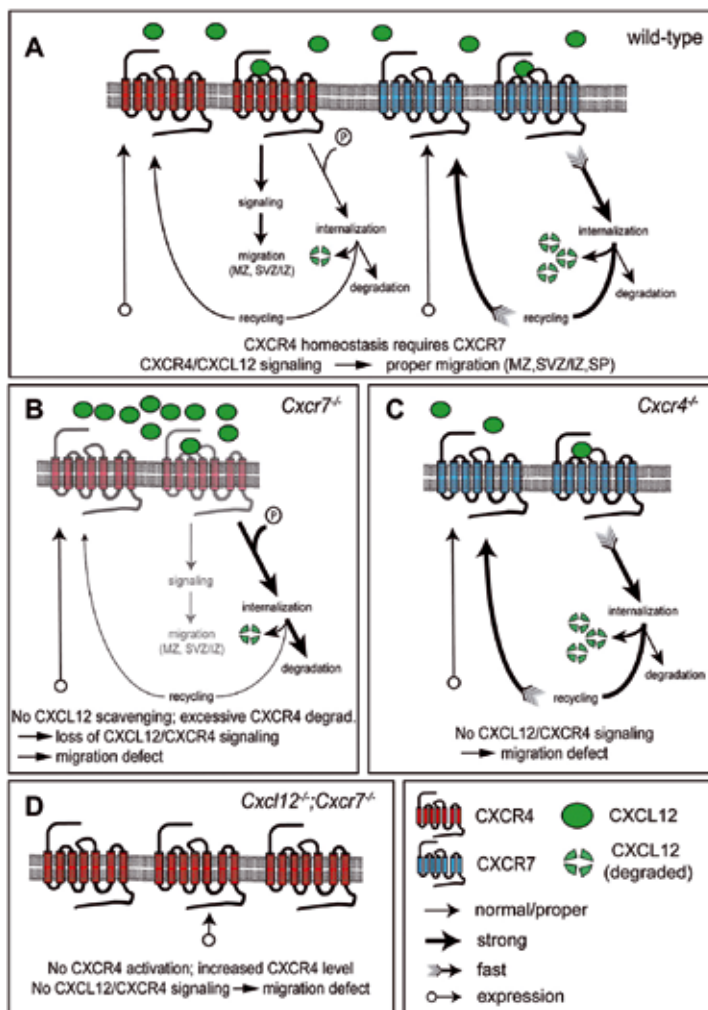 A
wild-type
P
signaling
internalization
migration
(MZ, SVZ/IZ)
degradation
recycling
internalization
degradation
recycling
CXCR4 homeostasis requires CXCR7
CXCR4/CXCL12 signaling → proper migration (MZ,SVZ/IZ,SP)
B
Cxcr7-/-
P
signaling
internalization
migration
(MZ, SVZ/IZ)
degradation
recycling
No CXCL12 scavenging; excessive CXCR4 degrad.
→ loss of CXCL12/CXCR4 signaling
→ migration defect
C
Cxcr4-/-
internalization
degradation
recycling
No CXCL12/CXCR4 signaling
→ migration defect
D
Cxcl12-/-;Cxcr7-/-
No CXCR4 activation; increased CXCR4 level
No CXCL12/CXCR4 signaling → migration defect
CXCR4
CXCL12
CXCR7
CXCL12
(degraded)
normal/proper
strong
fast
expression